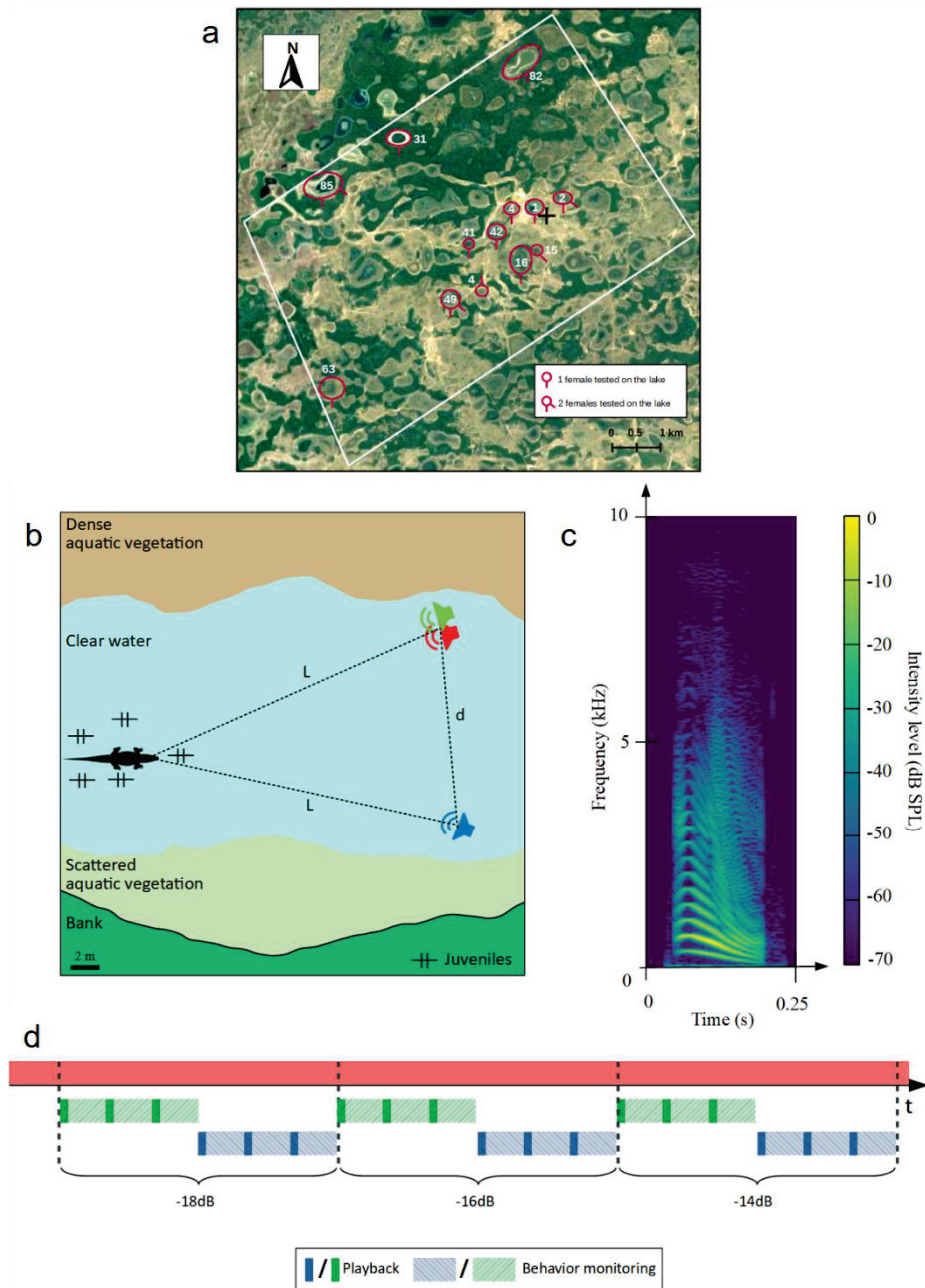 a
N
82
31
85
4
1
2
41
42
15
16
4
49
63
1 female tested on the lake
2 females tested on the lake
0 0.5 1 km
b
Dense
aquatic vegetation
Clear water
L
d
L
Scattered
aquatic vegetation
Bank
2 m
Juveniles
c
10
5
0
Frequency (kHz)
0
0.25
Time (s)
0
-10
-20
-30
-40
-50
-60
-70
Intensity level (dB SPL)
d
t
-18dB
-16dB
-14dB
/ Playback
/ Behavior monitoring